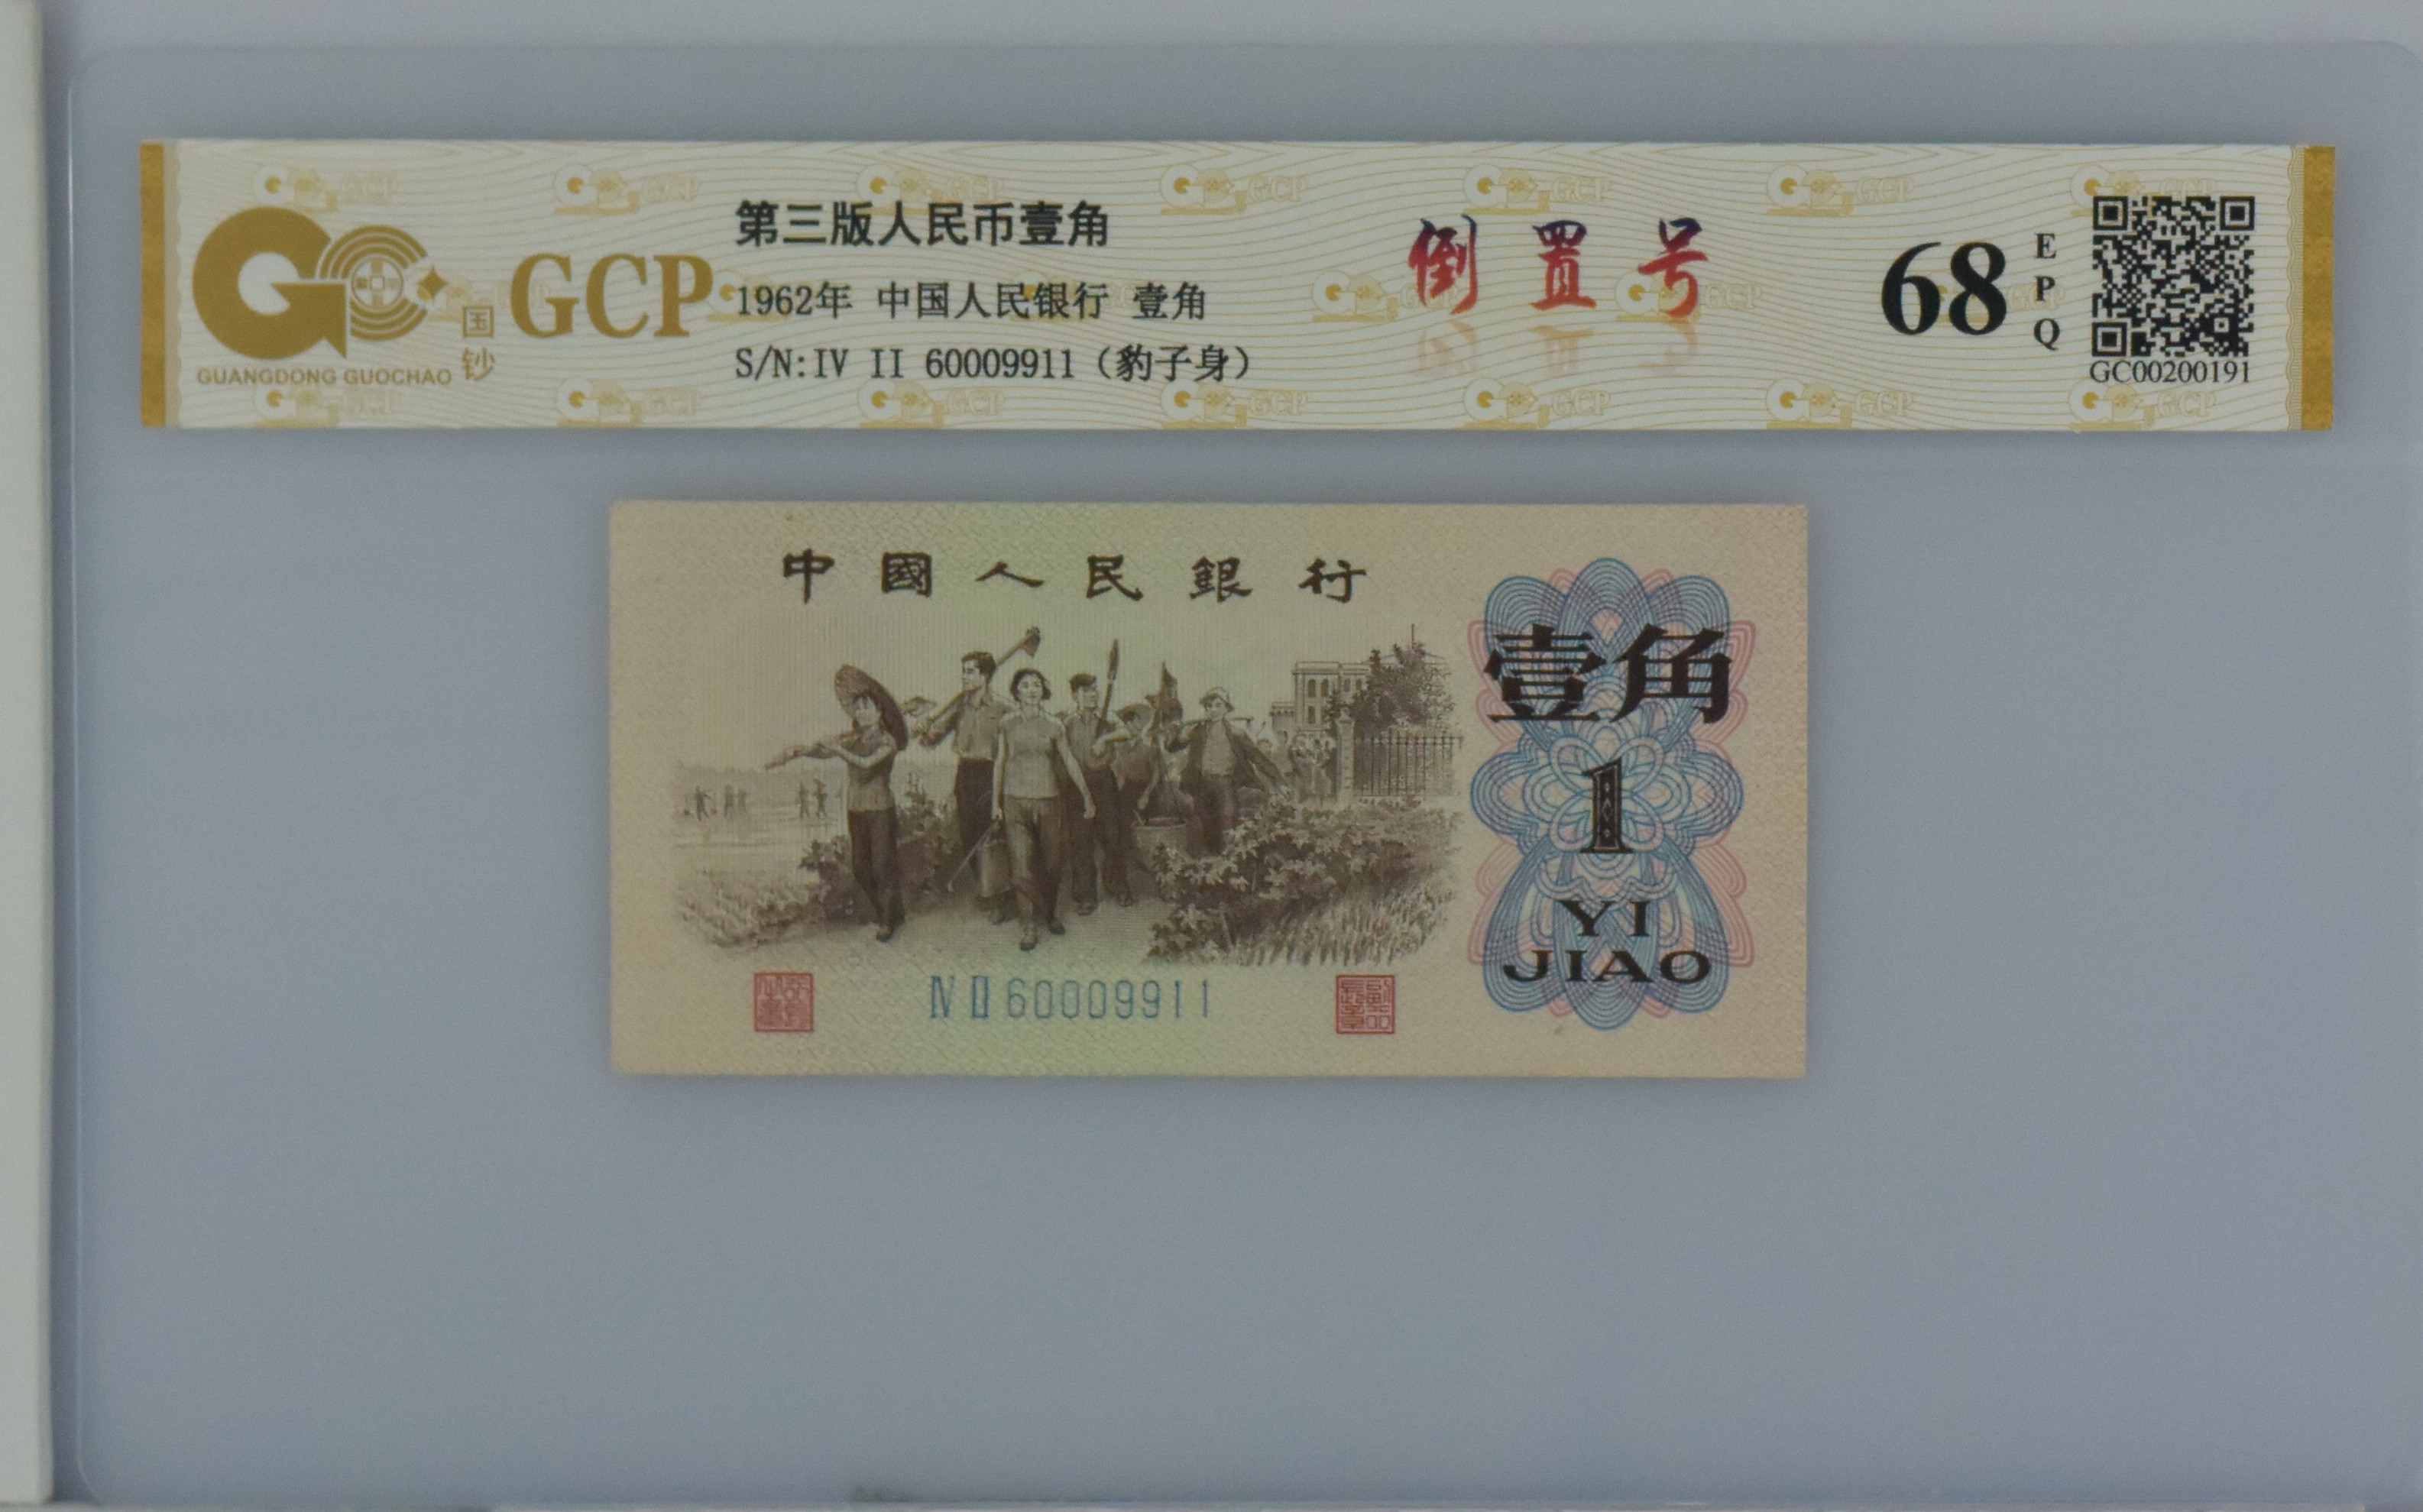 GCP
国钞
GUANGDONG GUOCHAO
第三版人民币壹角
1962年 中国人民银行 壹角
S/N:IV II 60009911（豹子身）
倒置号
68
EPQ
GC00200191
中國人民銀行
壹角
1
YI
JIAO
IV II 60009911